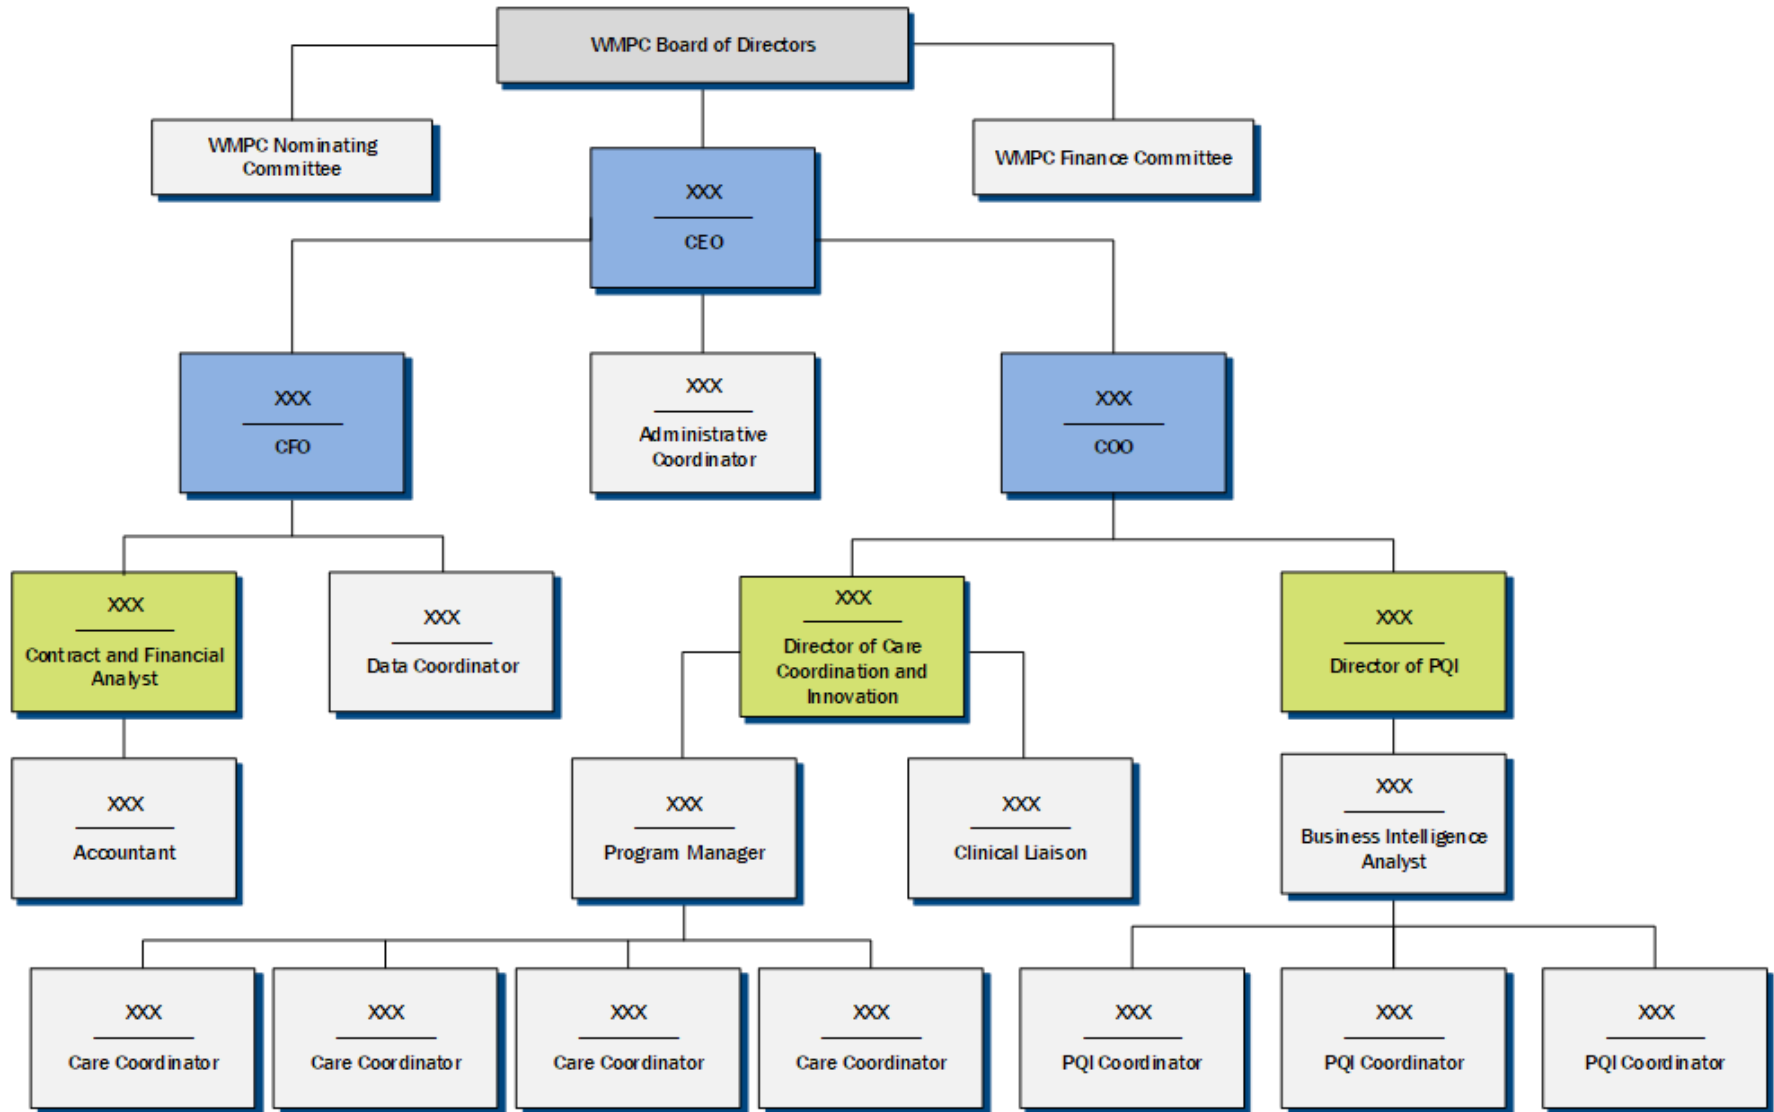 WMPC Board of Directors
WMPC Nominating
Committee
WMPC Finance Committee
XXX
CEO
XXX
CFO
XXX
Administrative
Coordinator
XXX
COO
XXX
Contract and Financial
Analyst
XXX
Data Coordinator
XXX
Director of Care
Coordination and
Innovation
XXX
Director of PQI
XXX
Accountant
XXX
Program Manager
XXX
Clinical Liaison
XXX
Business Intelligence
Analyst
XXX
Care Coordinator
XXX
Care Coordinator
XXX
Care Coordinator
XXX
Care Coordinator
XXX
PQI Coordinator
XXX
PQI Coordinator
XXX
PQI Coordinator